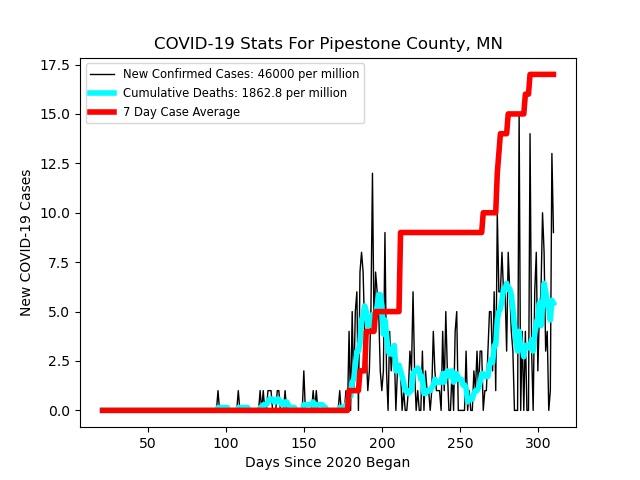 COVID-19 Stats For Pipestone County, MN
New Confirmed Cases: 46000 per million
Cumulative Deaths: 1862.8 per million
7 Day Case Average
New COVID-19 Cases
17.5
15.0
12.5
10.0
7.5
5.0
2.5
0.0
50 100 150 200 250 300
Days Since 2020 Began